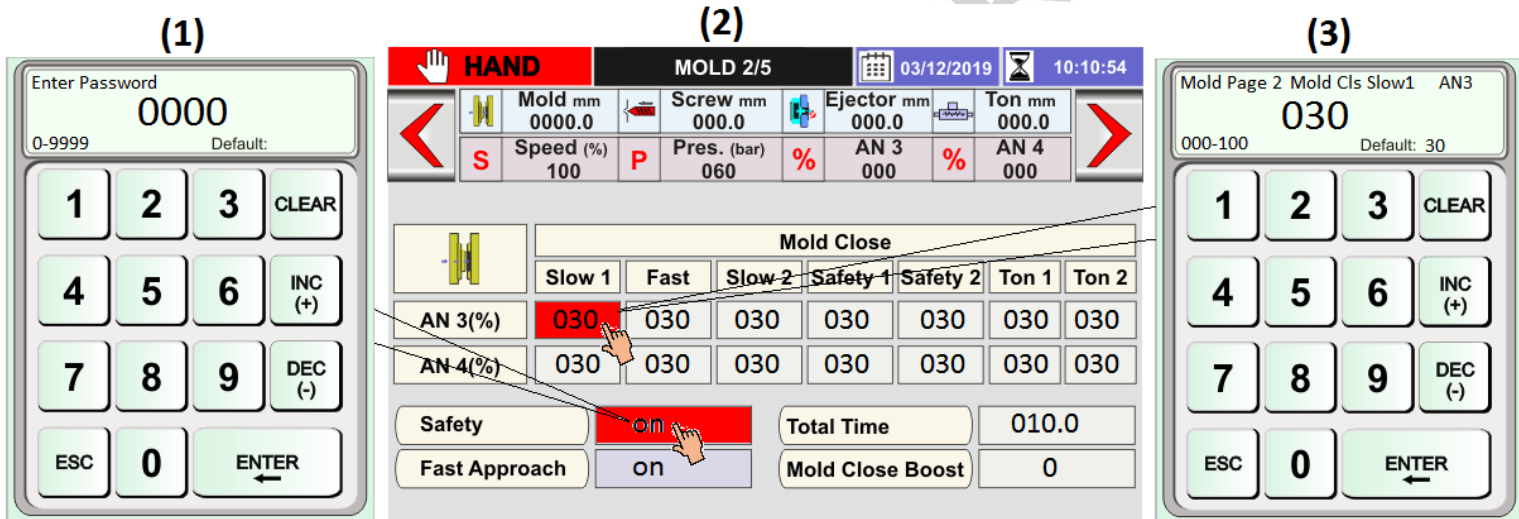 (1)
Enter Password
0000
0-9999 Default:
1 2 3 CLEAR
4 5 6 INC (+)
7 8 9 DEC (-)
ESC 0 ENTER
(2)
HAND MOLD 2/5 03/12/2019 10:10:54
Mold mm Screw mm Ejector mm Ton mm
0000.0 000.0 000.0 000.0
S Speed (%) P Pres. (bar) % AN 3 % AN 4
100 060 000 000
Mold Close
Slow 1 Fast Slow 2 Safety 1 Safety 2 Ton 1 Ton 2
AN 3(%) 030 030 030 030 030 030 030
AN 4(%) 030 030 030 030 030 030 030
Safety on Total Time 010.0
Fast Approach on Mold Close Boost 0
(3)
Mold Page 2 Mold Cls Slow1 AN3
030
000-100 Default: 30
1 2 3 CLEAR
4 5 6 INC (+)
7 8 9 DEC (-)
ESC 0 ENTER